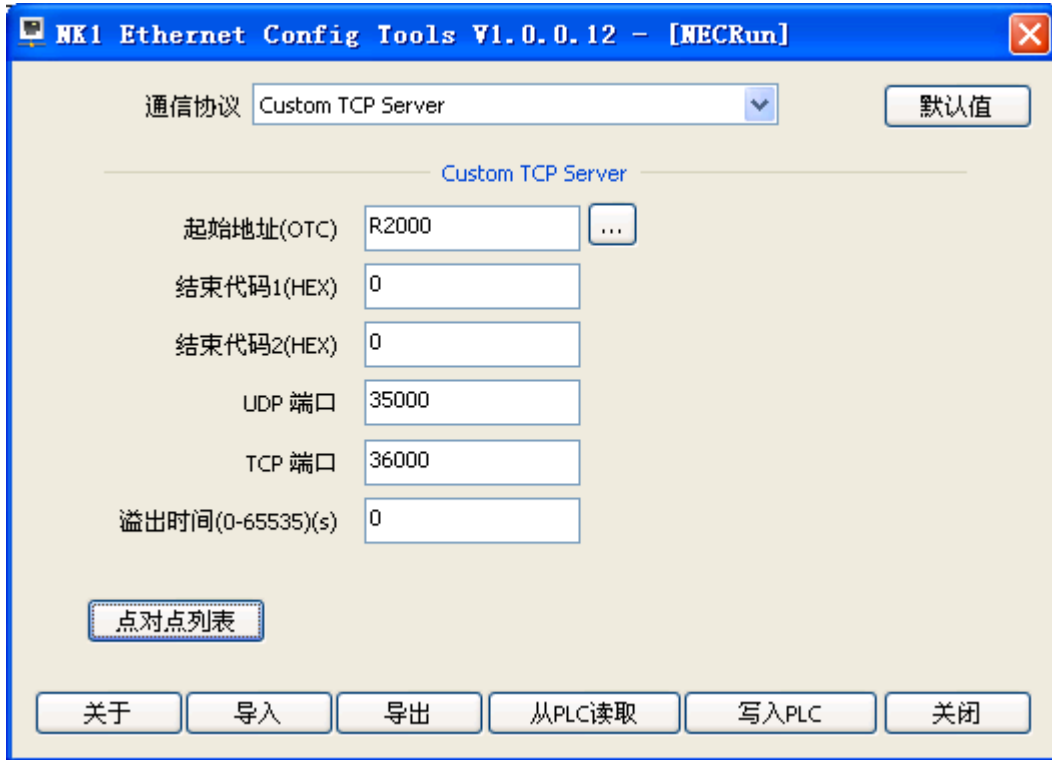 NK1 Ethernet Config Tools V1.0.0.12 - [NECRun]
通信协议 Custom TCP Server 默认值
Custom TCP Server
起始地址(OTC) R2000 ...
结束代码1(HEX) 0
结束代码2(HEX) 0
UDP 端口 35000
TCP 端口 36000
溢出时间(0-65535)(s) 0
点对点列表
关于 导入 导出 从PLC读取 写入PLC 关闭